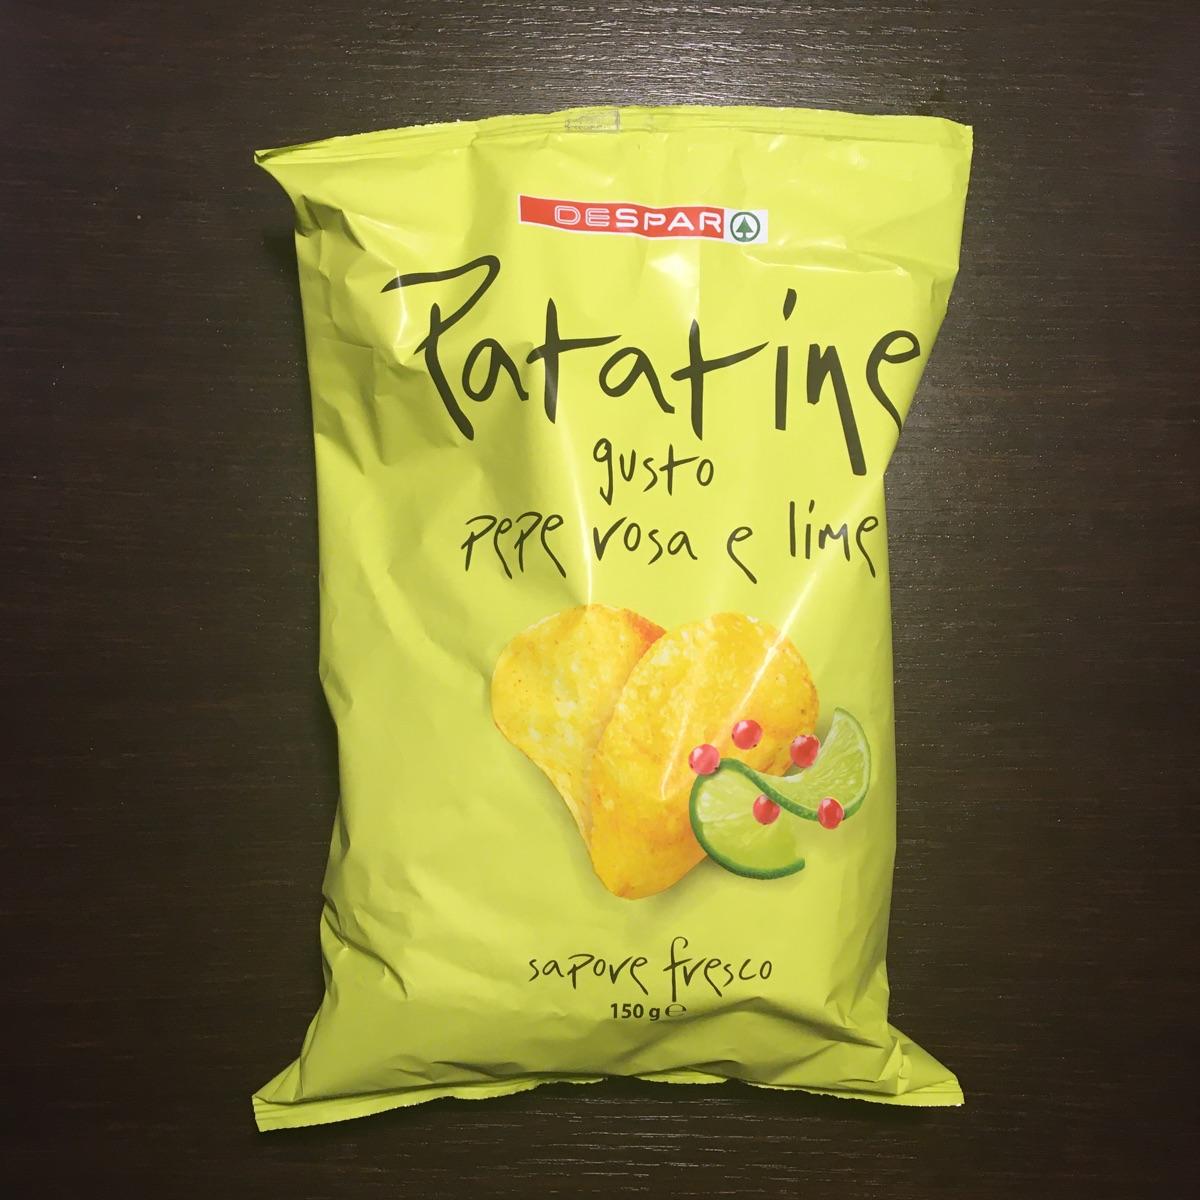 DESPAR
Patatine
gusto
pepe rosa e lime
sapore fresco
150 g ℮